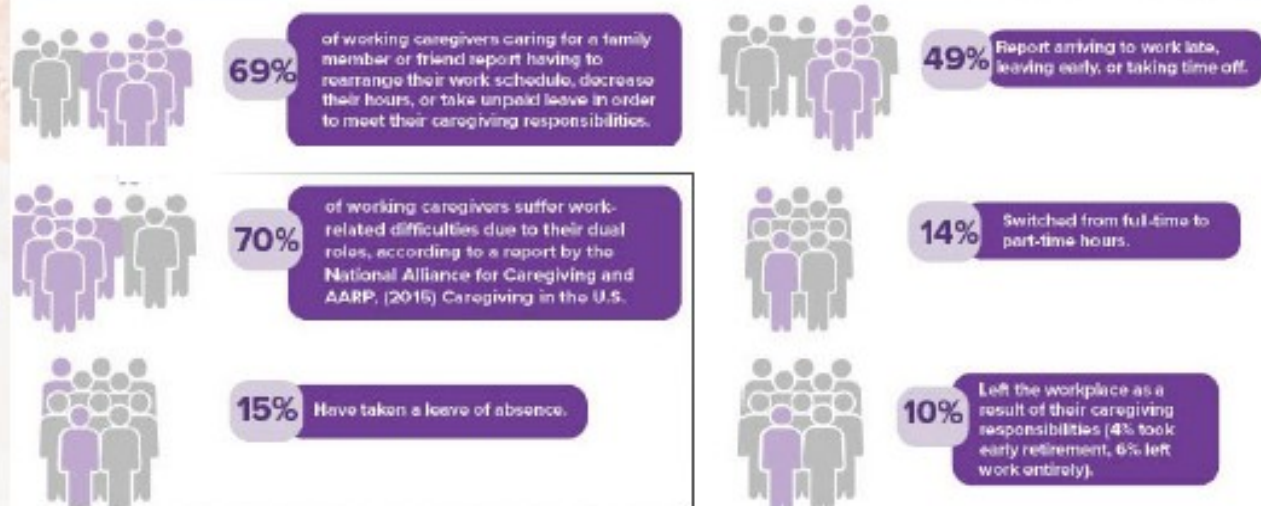 69%
of working caregivers caring for a family
member or friend report having to
rearrange their work schedule, decrease
their hours, or take unpaid leave in order
to meet their caregiving responsibilities.
49%
Report arriving to work late,
leaving early, or taking time off.
70%
of working caregivers suffer work-
related difficulties due to their dual
roles, according to a report by the
National Alliance for Caregiving and
AARP. (2015) Caregiving in the U.S.
14%
Switched from full-time to
part-time hours.
15%
Have taken a leave of absence.
10%
Left the workplace as a
result of their caregiving
responsibilities (4% took
early retirement, 6% left
work entirely).